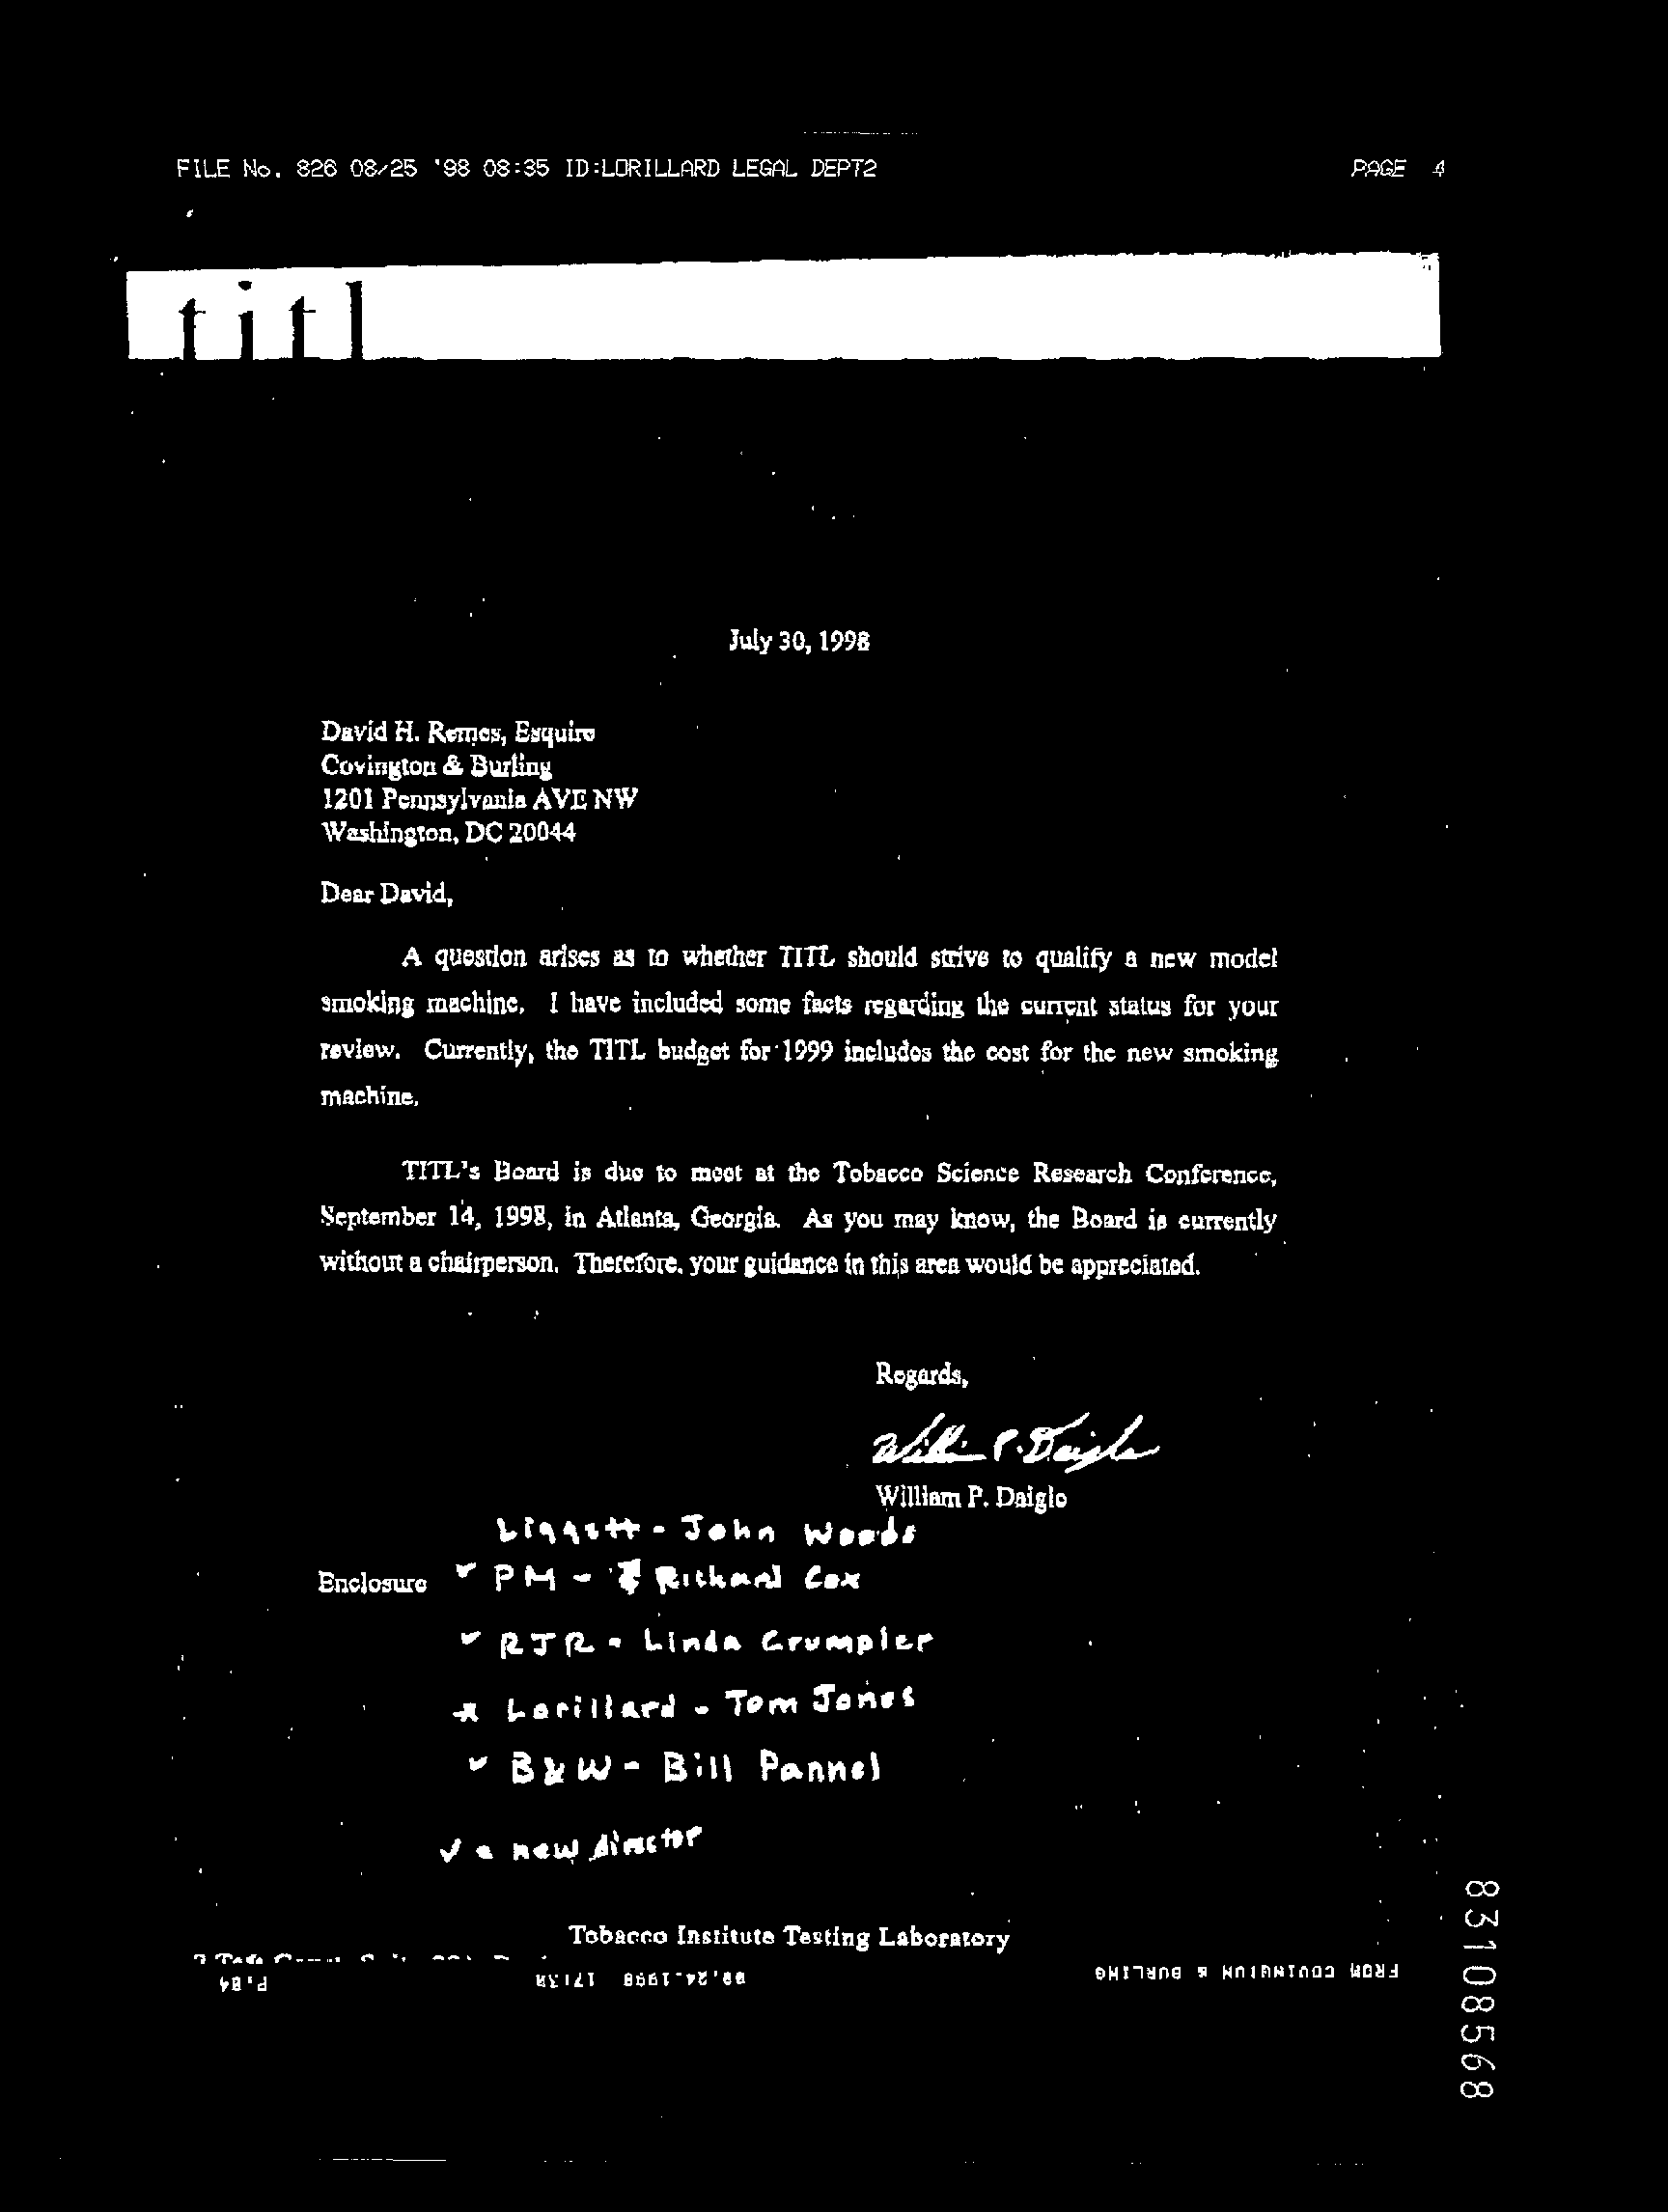 FILE No. 826 08/25 '98 08:35 ID:LORILLARD LEGAL DEPT2 PAGE 4
titl
July 30, 1998
David H. Remes, Esquire
Covington & Burling
1201 Pennsylvania AVE NW
Washington, DC 20044
Dear David,
A question arises as to whether TITL should strive to qualify a new model
smoking machine. I have included some facts regarding the current status for your
review. Currently, the TITL budget for 1999 includes the cost for the new smoking
machine.
TITL's Board is due to meet at the Tobacco Science Research Conference,
September 14, 1998, in Atlanta, Georgia. As you may know, the Board is currently
without a chairperson. Therefore, your guidance in this area would be appreciated.
Regards,
William P. Daigle
William P. Daigle
Liggett - John Woods
Enclosure ✓ PM - Richard Cox
✓ RJR - Linda Crumpler
* Lorillard - Tom Jones
✓ B&W - Bill Pannel
✓ a new director
Tobacco Institute Testing Laboratory
P.04 08.24.1998 17:38 FROM COVINGTON & BURLING
83108568